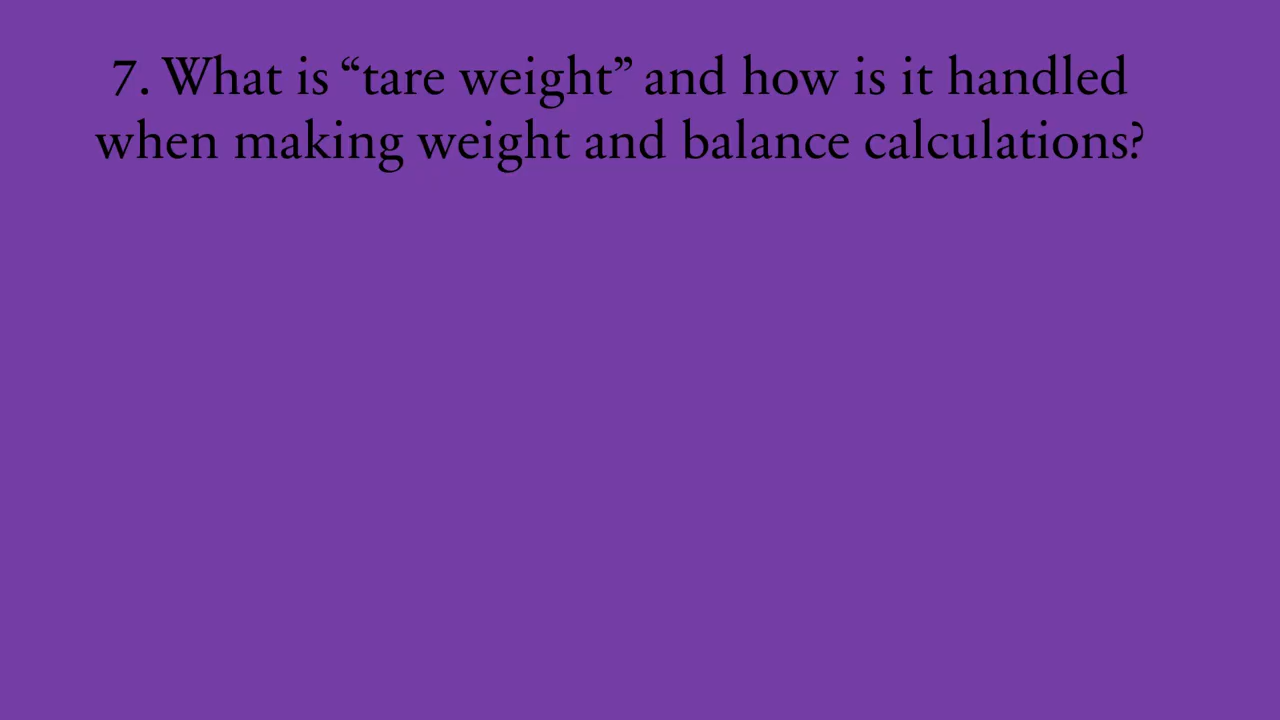 7. What is “tare weight” and how is it handled
when making weight and balance calculations?